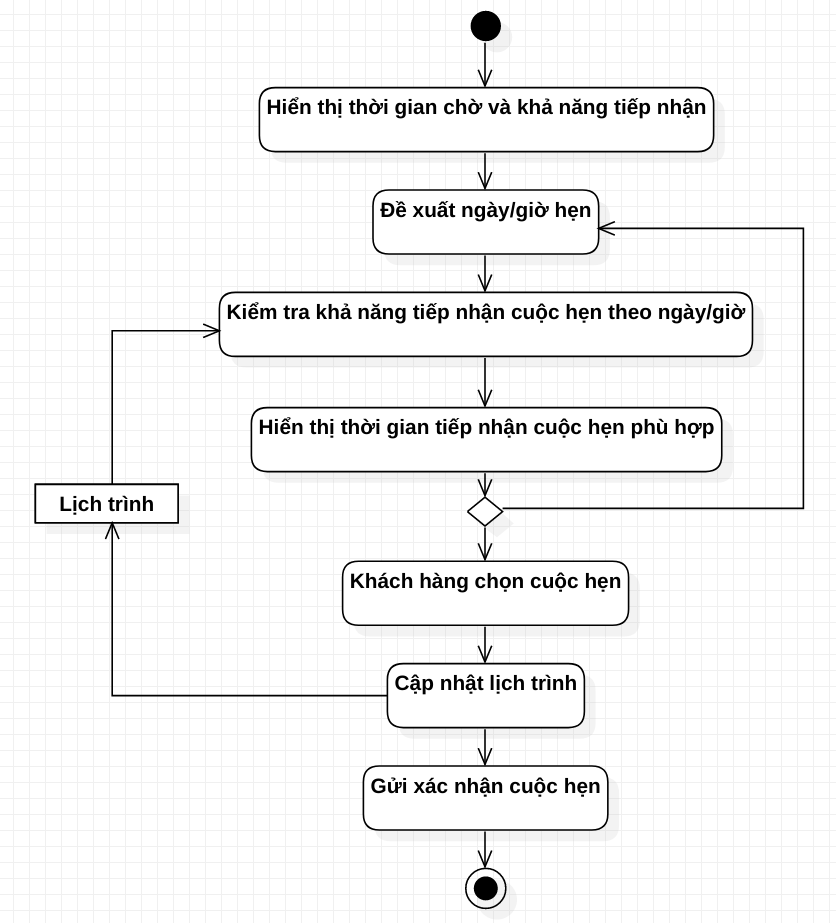 Hiển thị thời gian chờ và khả năng tiếp nhận
Đề xuất ngày/giờ hẹn
Kiểm tra khả năng tiếp nhận cuộc hẹn theo ngày/giờ
Hiển thị thời gian tiếp nhận cuộc hẹn phù hợp
Lịch trình
Khách hàng chọn cuộc hẹn
Cập nhật lịch trình
Gửi xác nhận cuộc hẹn